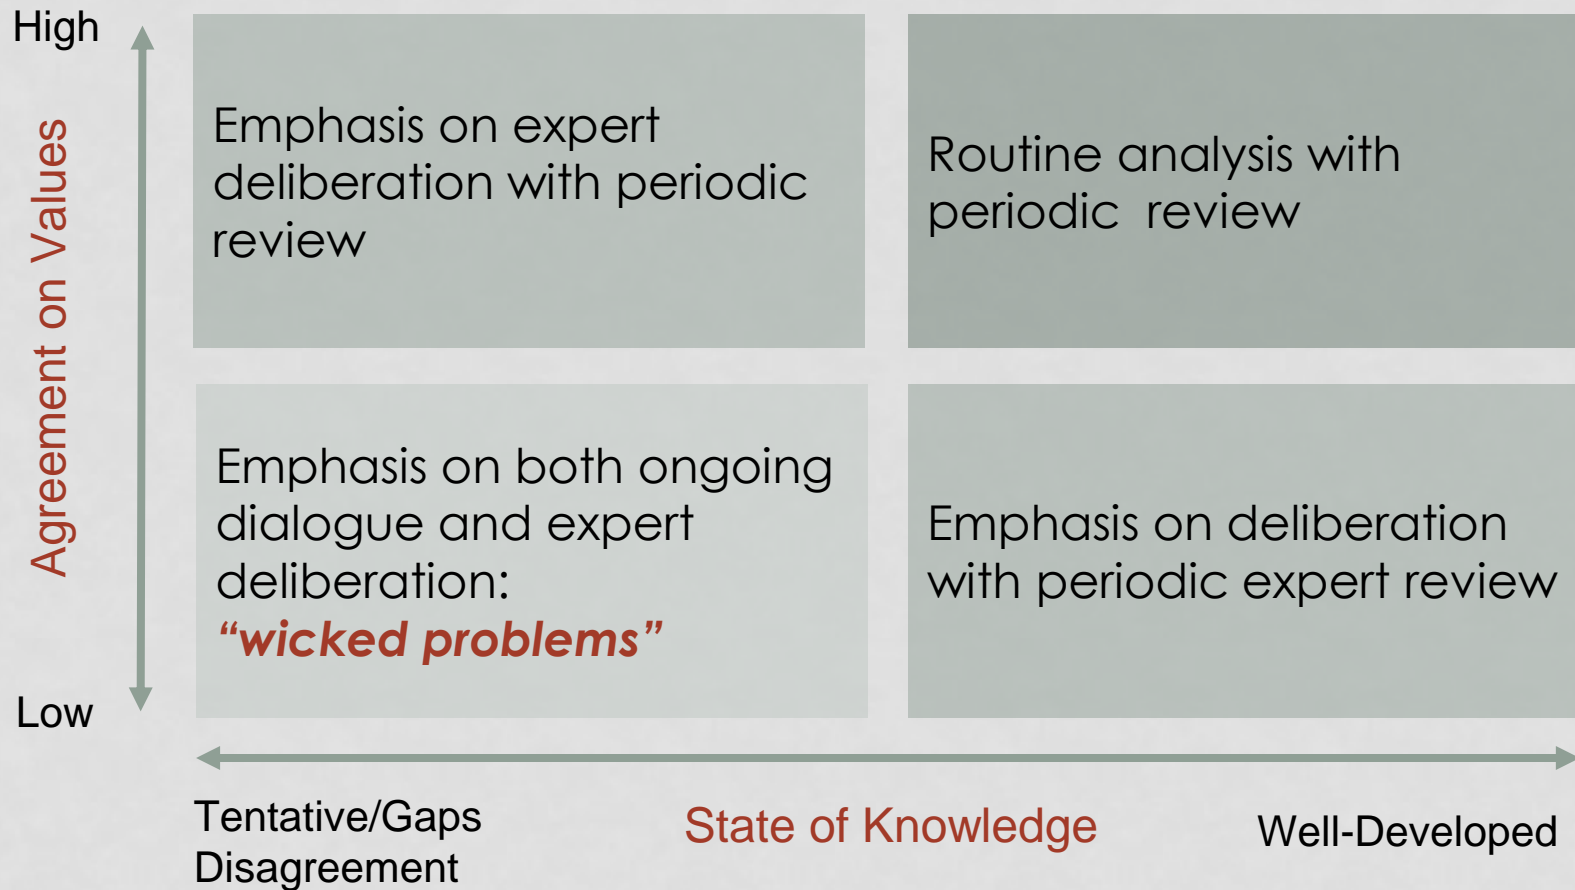 High
Agreement on Values
Low
Emphasis on expert
deliberation with periodic
review
Routine analysis with
periodic review
Emphasis on both ongoing
dialogue and expert
deliberation:
“wicked problems”
Emphasis on deliberation
with periodic expert review
Tentative/Gaps
Disagreement
State of Knowledge
Well-Developed